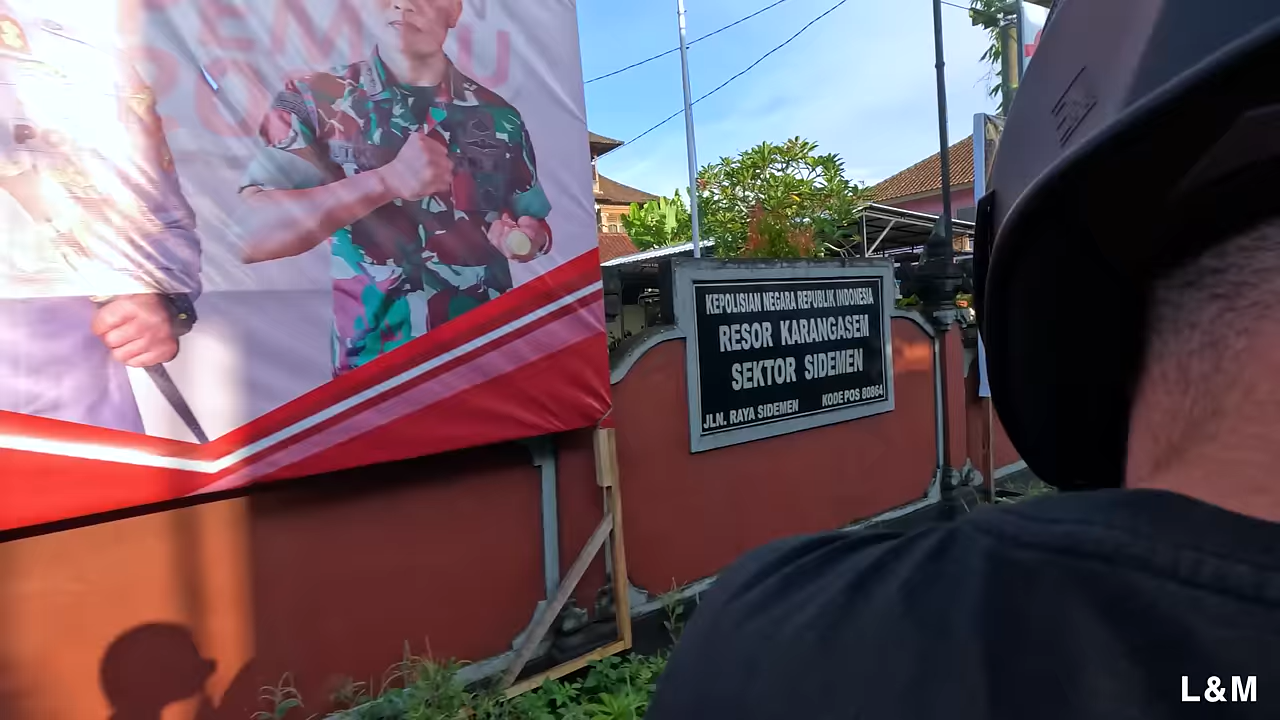 KEPOLISIAN NEGARA REPUBLIK INDONESIA
RESOR KARANGASEM
SEKTOR SIDEMEN
JLN. RAYA SIDEMEN KODE POS 80864
L&M